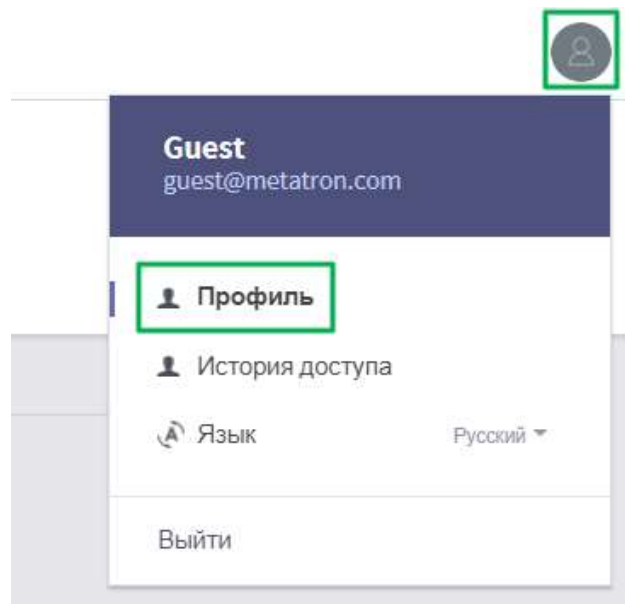 Guest
guest@metatron.com
Профиль
История доступа
Язык Русский
Выйти